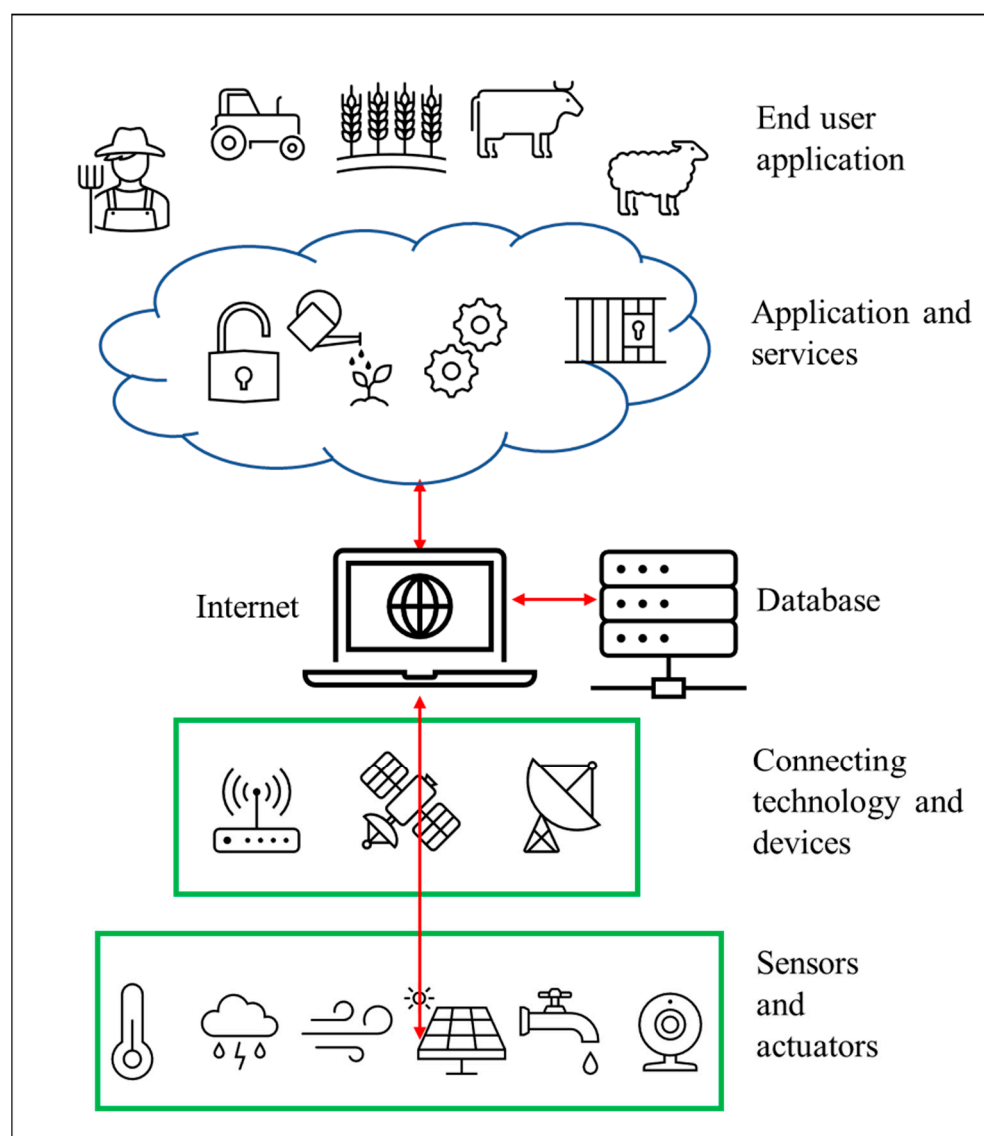 End user
application
Application and
services
Internet
Database
Connecting
technology and
devices
Sensors
and
actuators